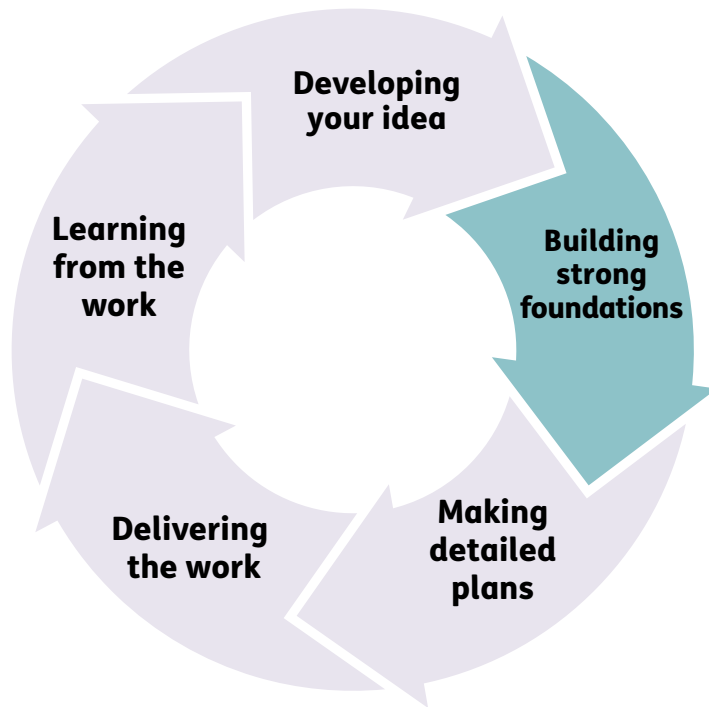 Developing
your idea
Building
strong
foundations
Making
detailed
plans
Delivering
the work
Learning
from the
work